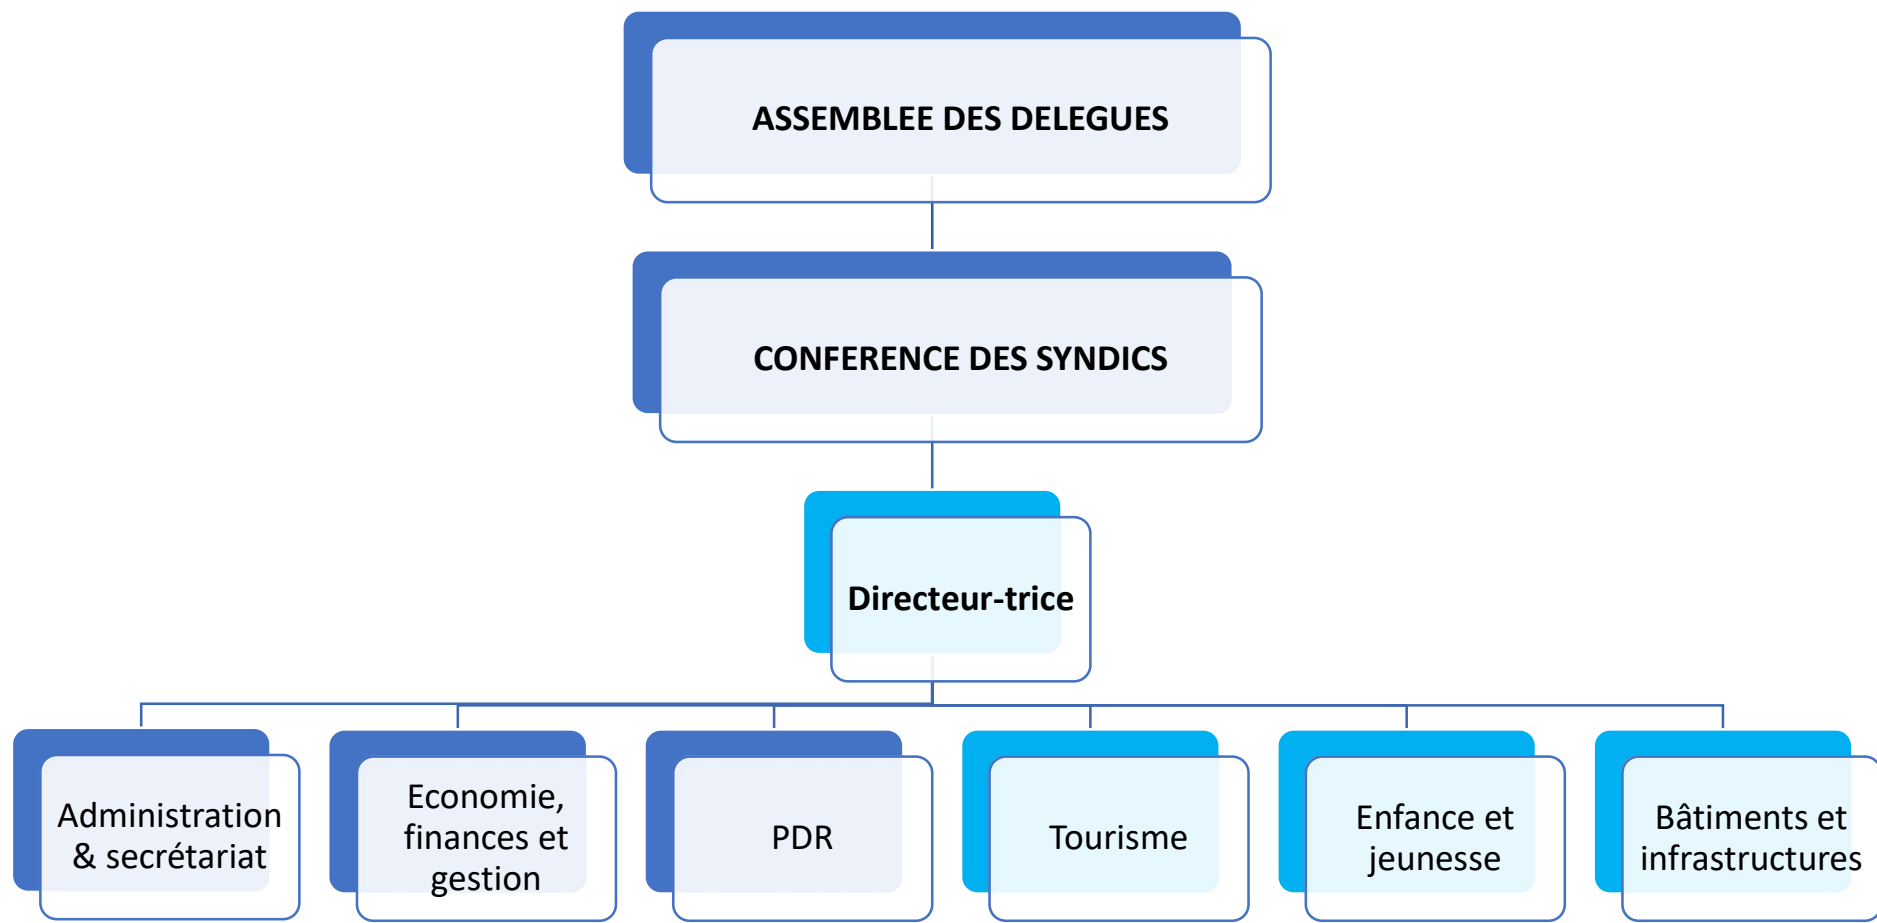 ASSEMBLEE DES DELEGUES
CONFERENCE DES SYNDICS
Directeur-trice
Administration
& secrétariat
Economie,
finances et
gestion
PDR
Tourisme
Enfance et
jeunesse
Bâtiments et
infrastructures